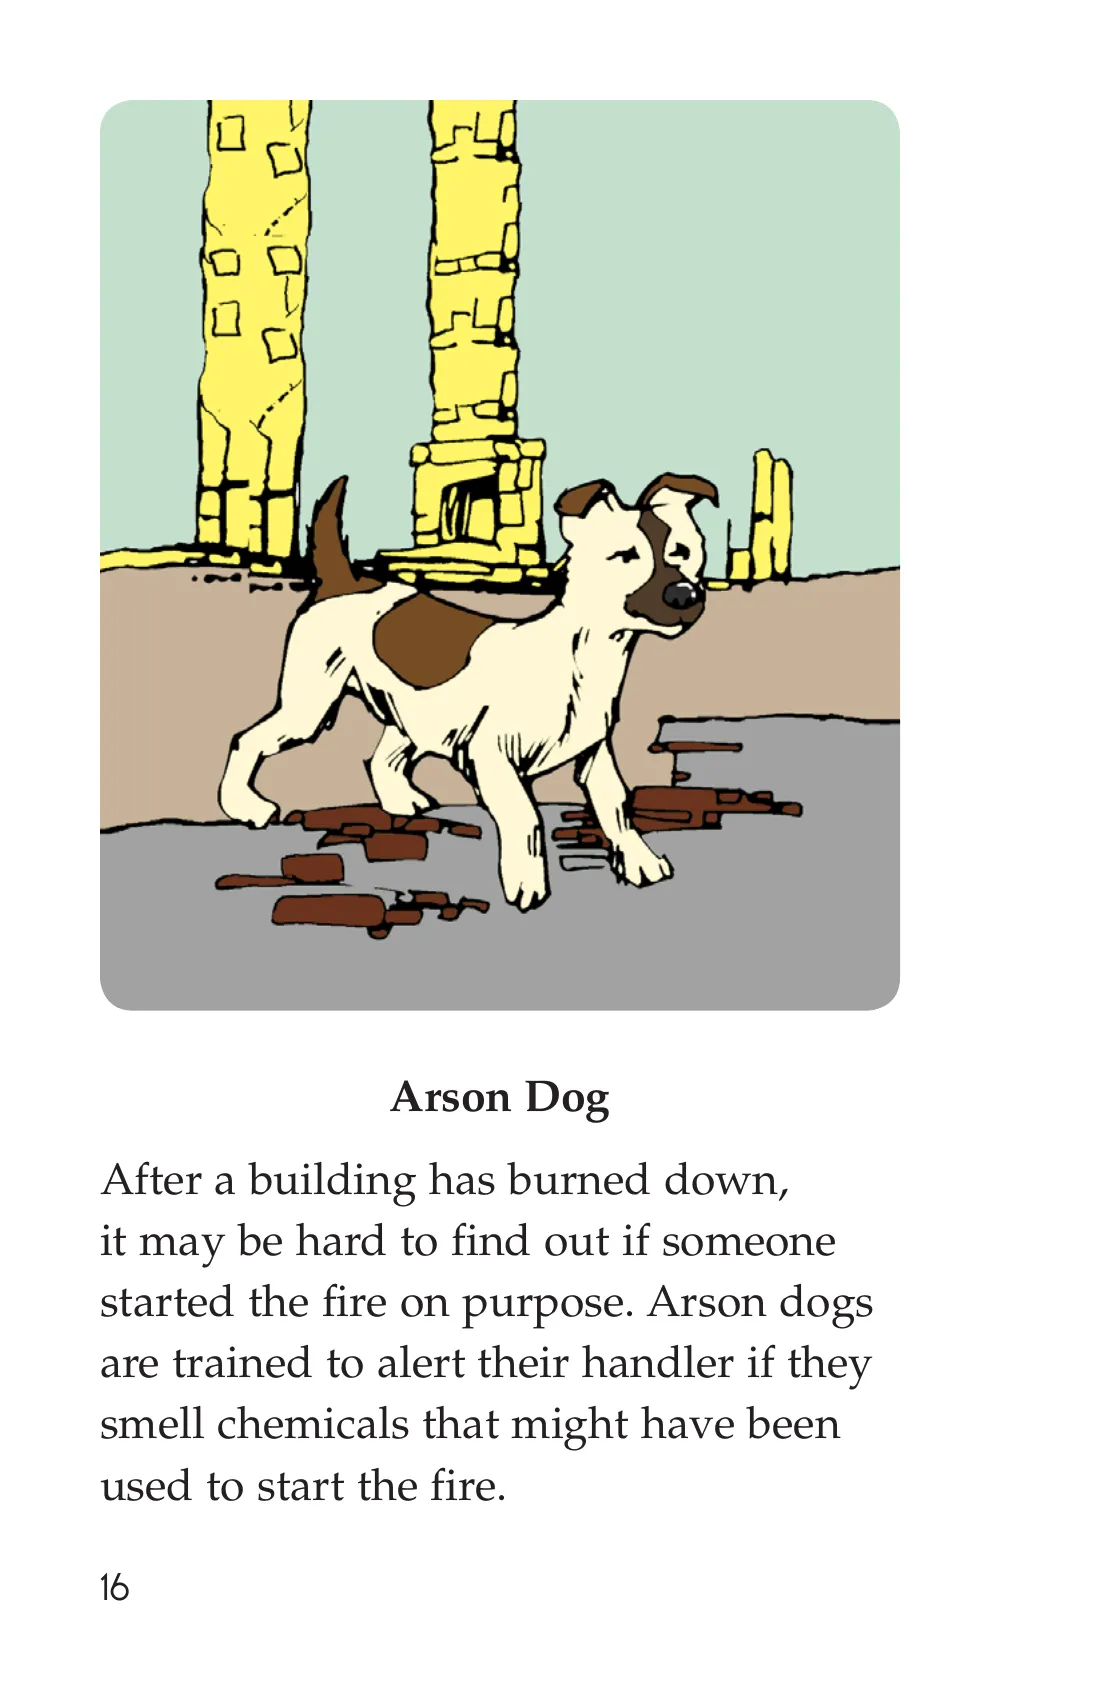 Arson Dog
After a building has burned down,
it may be hard to find out if someone
started the fire on purpose. Arson dogs
are trained to alert their handler if they
smell chemicals that might have been
used to start the fire.
16